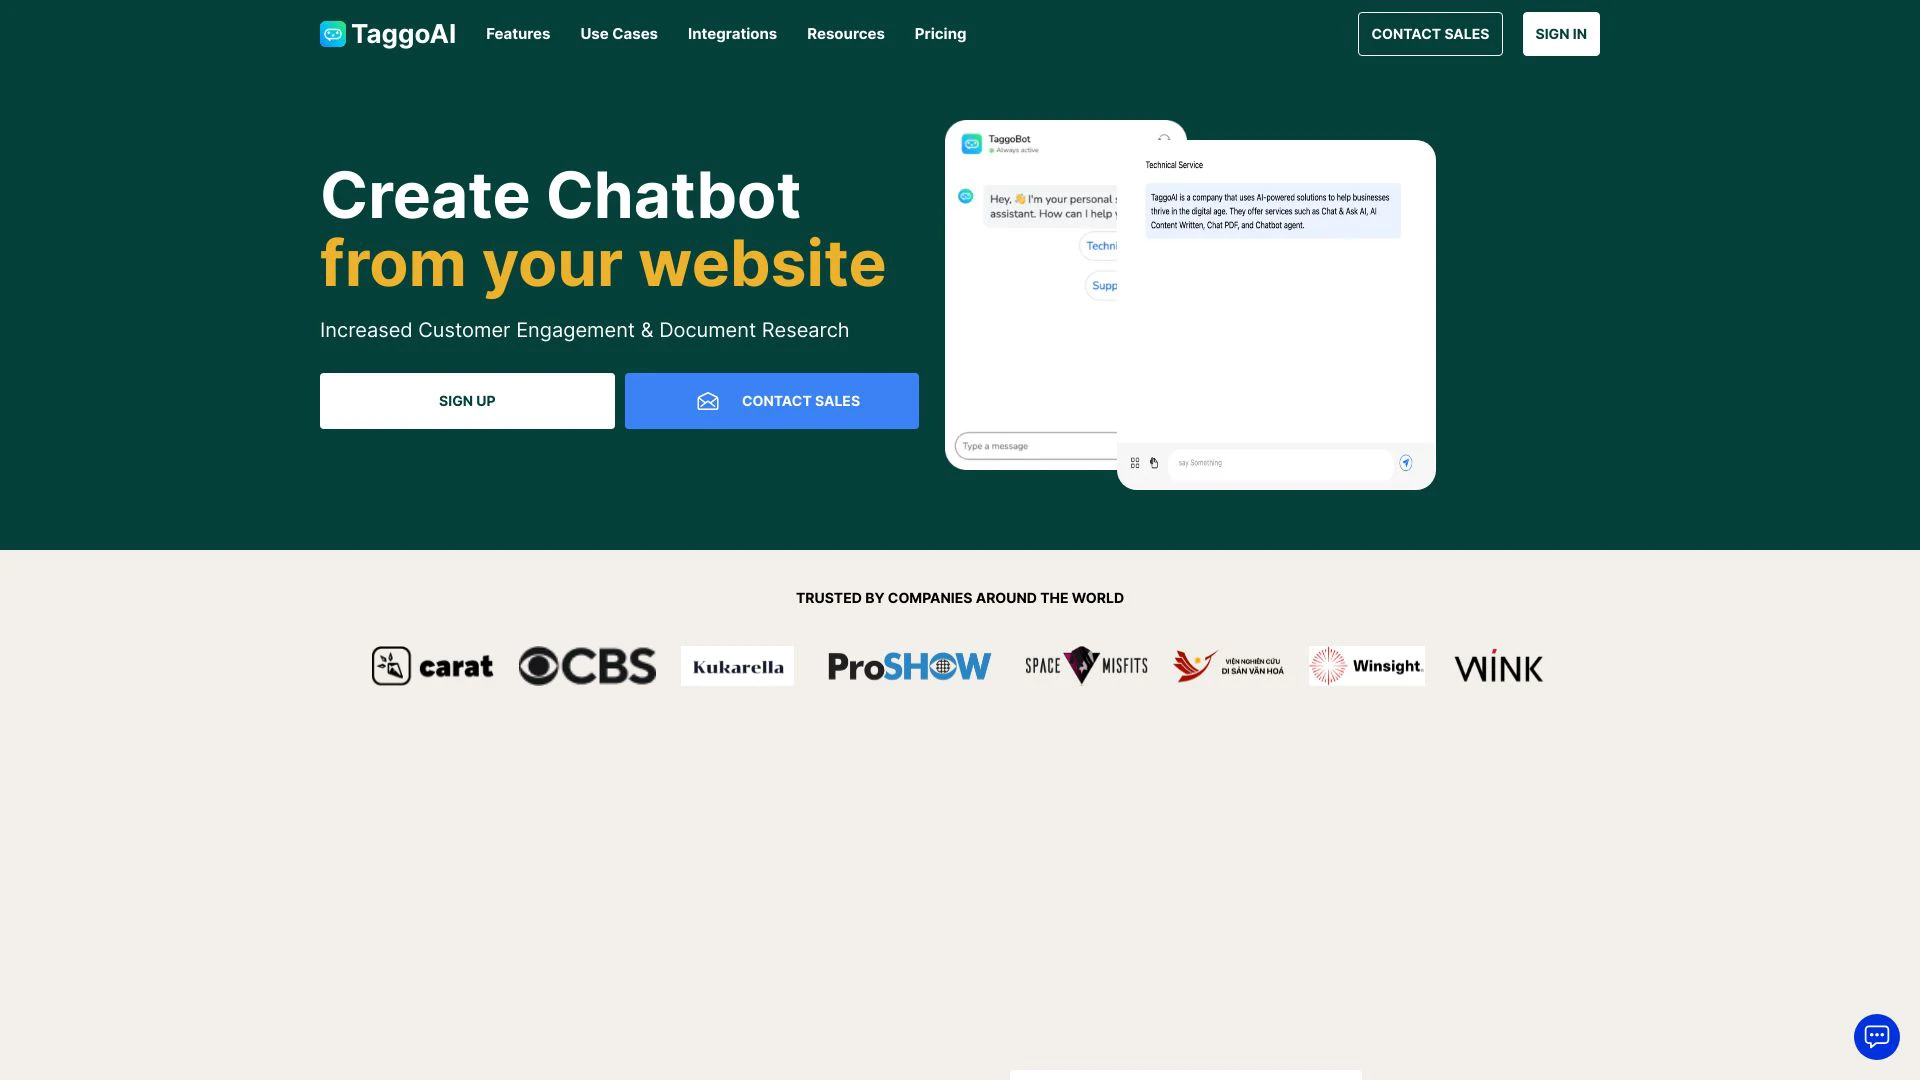 TaggoAI
Features
Use Cases
Integrations
Resources
Pricing
CONTACT SALES
SIGN IN
Create Chatbot
from your website
Increased Customer Engagement & Document Research
SIGN UP
CONTACT SALES
TaggoBot
Always active
Hey, 👋 I'm your personal
assistant. How can I help
Techni
Supp
Type a message
Technical Service
TaggoAI is a company that uses AI-powered solutions to help businesses
thrive in the digital age. They offer services such as Chat & Ask AI, AI
Content Written, Chat PDF, and Chatbot agent.
say Something
TRUSTED BY COMPANIES AROUND THE WORLD
carat
CBS
Kukarella
ProSHOW
SPACE MISFITS
VIỆN NGHIÊN CỨU
DI SẢN VĂN HOÁ
Winsight
WINK